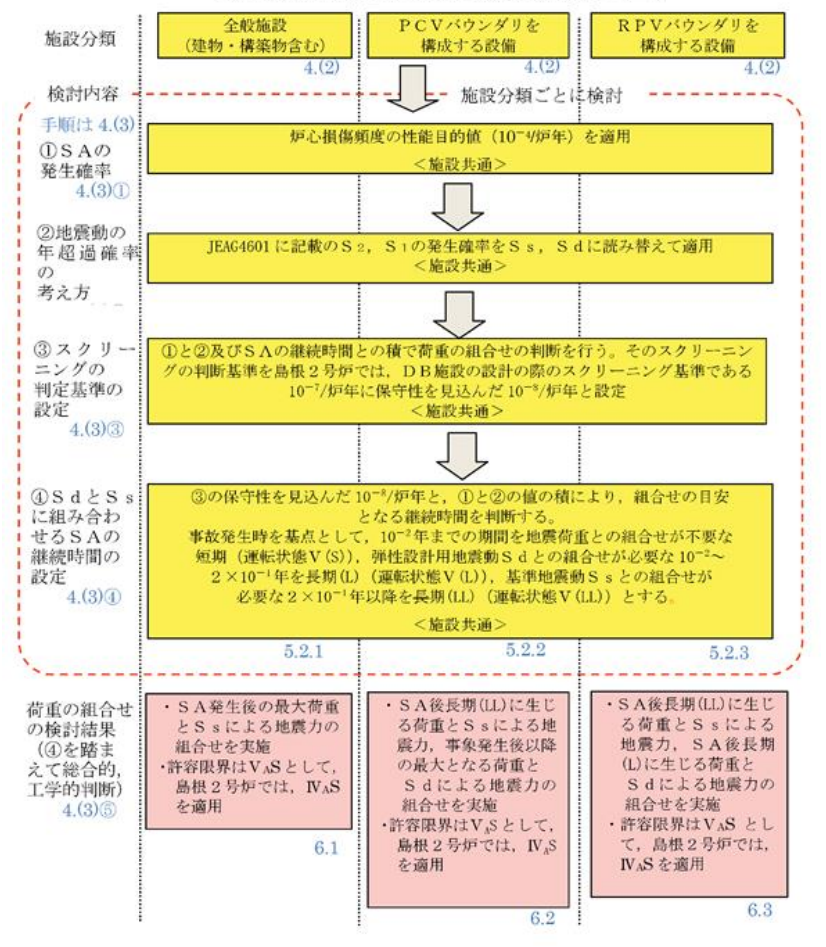 施設分類
全般施設
(建物・構築物含む)
4.(2)
ＰＣＶバウンダリを
構成する設備
4.(2)
ＲＰＶバウンダリを
構成する設備
4.(2)
検討内容
施設分類ごとに検討
手順は 4.(3)
①ＳＡの
発生確率
4.(3)①
炉心損傷頻度の性能目的値（10⁻⁴/炉年）を適用
＜施設共通＞
②地震動の
年超過確率
の
考え方
JEAG4601 に記載のＳ₂，Ｓ₁の発生確率をＳｓ，Ｓｄに読み替えて適用
＜施設共通＞
③スクリー
ニングの
判定基準の
設定
4.(3)③
①と②及びＳＡの継続時間との積で荷重の組合せの判断を行う。そのスクリーニン
グの判断基準を島根２号炉では，ＤＢ施設の設計の際のスクリーニング基準である
10⁻⁷/炉年に保守性を見込んだ 10⁻⁸/炉年と設定
＜施設共通＞
④ＳｄとＳｓ
に組み合わ
せるＳＡの
継続時間の
設定
4.(3)④
③の保守性を見込んだ 10⁻⁸/炉年と，①と②の値の積により，組合せの目安
となる継続時間を判断する。
事故発生時を基点として，10⁻²年までの期間を地震荷重との組合せが不要な
短期（運転状態Ｖ(S)），弾性設計用地震動Ｓｄとの組合せが必要な 10⁻²～
２×10⁻¹年を長期(L)（運転状態Ｖ(L)），基準地震動Ｓｓとの組合せが
必要な２×10⁻¹年以降を長期(LL)（運転状態Ｖ(LL)）とする。
＜施設共通＞
5.2.1
5.2.2
5.2.3
荷重の組合せ
の検討結果
(④を踏ま
えて総合的,
工学的判断)
4.(3)⑤
・ＳＡ発生後の最大荷重
とＳｓによる地震力の
組合せを実施
・許容限界はVAＳとして，
島根２号炉では，ⅣAＳ
を適用
6.1
・ＳＡ後長期(LL)に生じ
る荷重とＳｓによる地
震力，事象発生後以降
の最大となる荷重と
Ｓｄによる地震力の
組合せを実施
・許容限界はVAＳとして，
島根２号炉では，ⅣAＳ
を適用
6.2
・ＳＡ後長期(LL)に生じ
る荷重とＳｓによる
地震力，ＳＡ後長期
(L)に生じる荷重と
Ｓｄによる地震力の
組合せを実施
・許容限界はVAＳ とし
て，島根２号炉では，
ⅣAＳ を適用
6.3